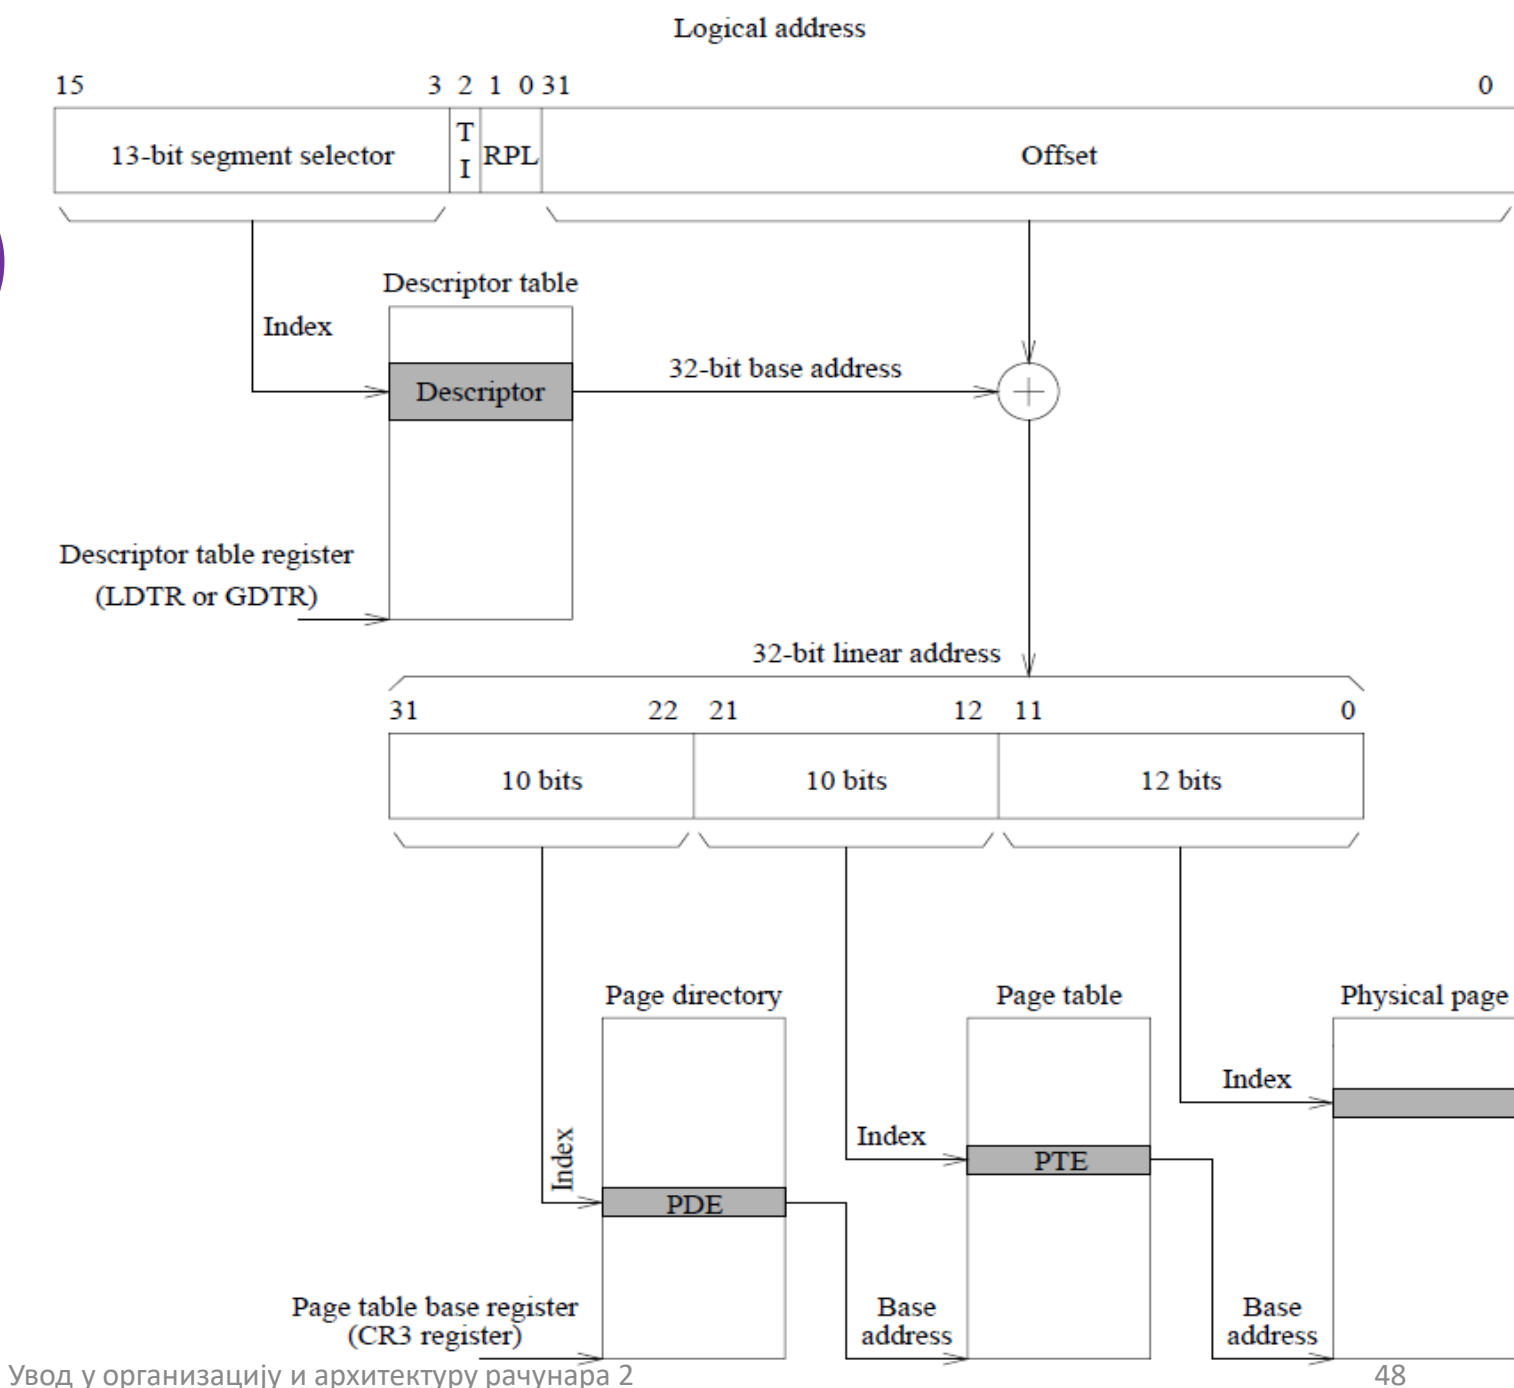 Logical address
15 3 2 1 0 31 0
13-bit segment selector T I RPL Offset
Descriptor table
Index
32-bit base address
Descriptor
Descriptor table register
(LDTR or GDTR)
32-bit linear address
31 22 21 12 11 0
10 bits 10 bits 12 bits
Page directory Page table Physical page
Index
Index
Index
PTE
PDE
Page table base register
(CR3 register)
Base
address
Base
address
Увод у организацију и архитектуру рачунара 2 48